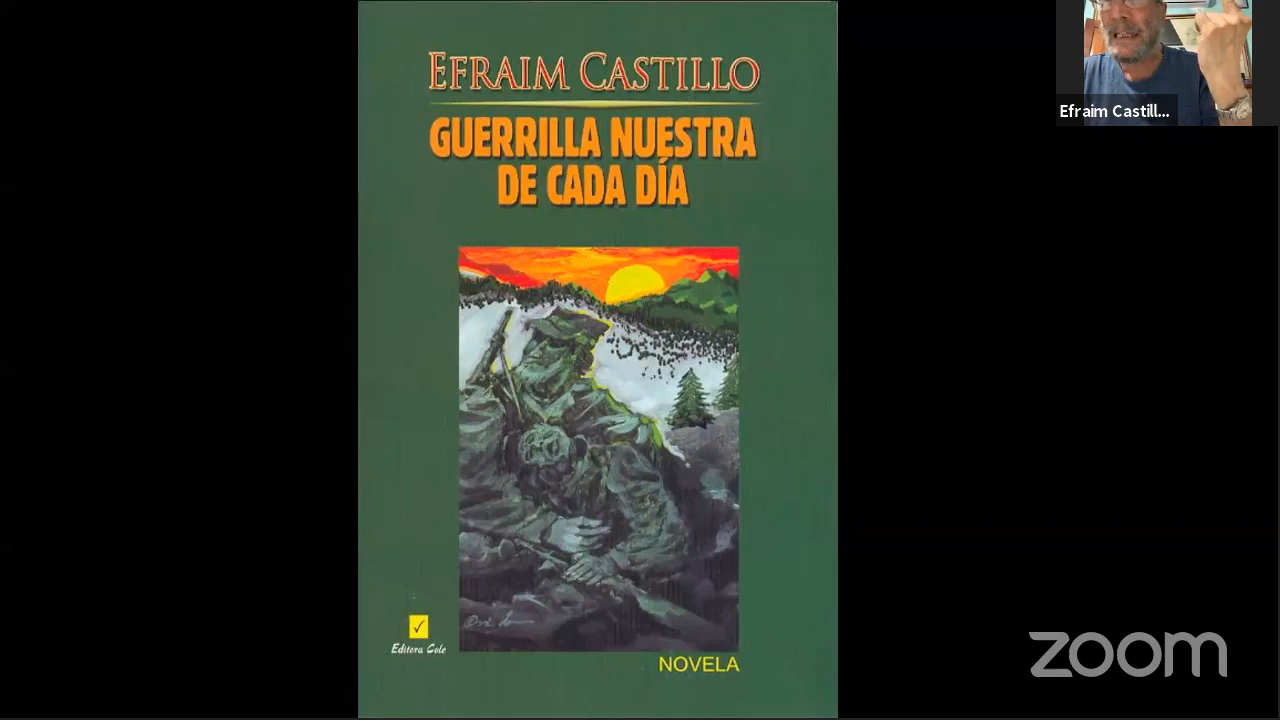 EFRAIM CASTILLO
GUERRILLA NUESTRA
DE CADA DÍA
Editora Cole
NOVELA
Efraim Castill...
zoom